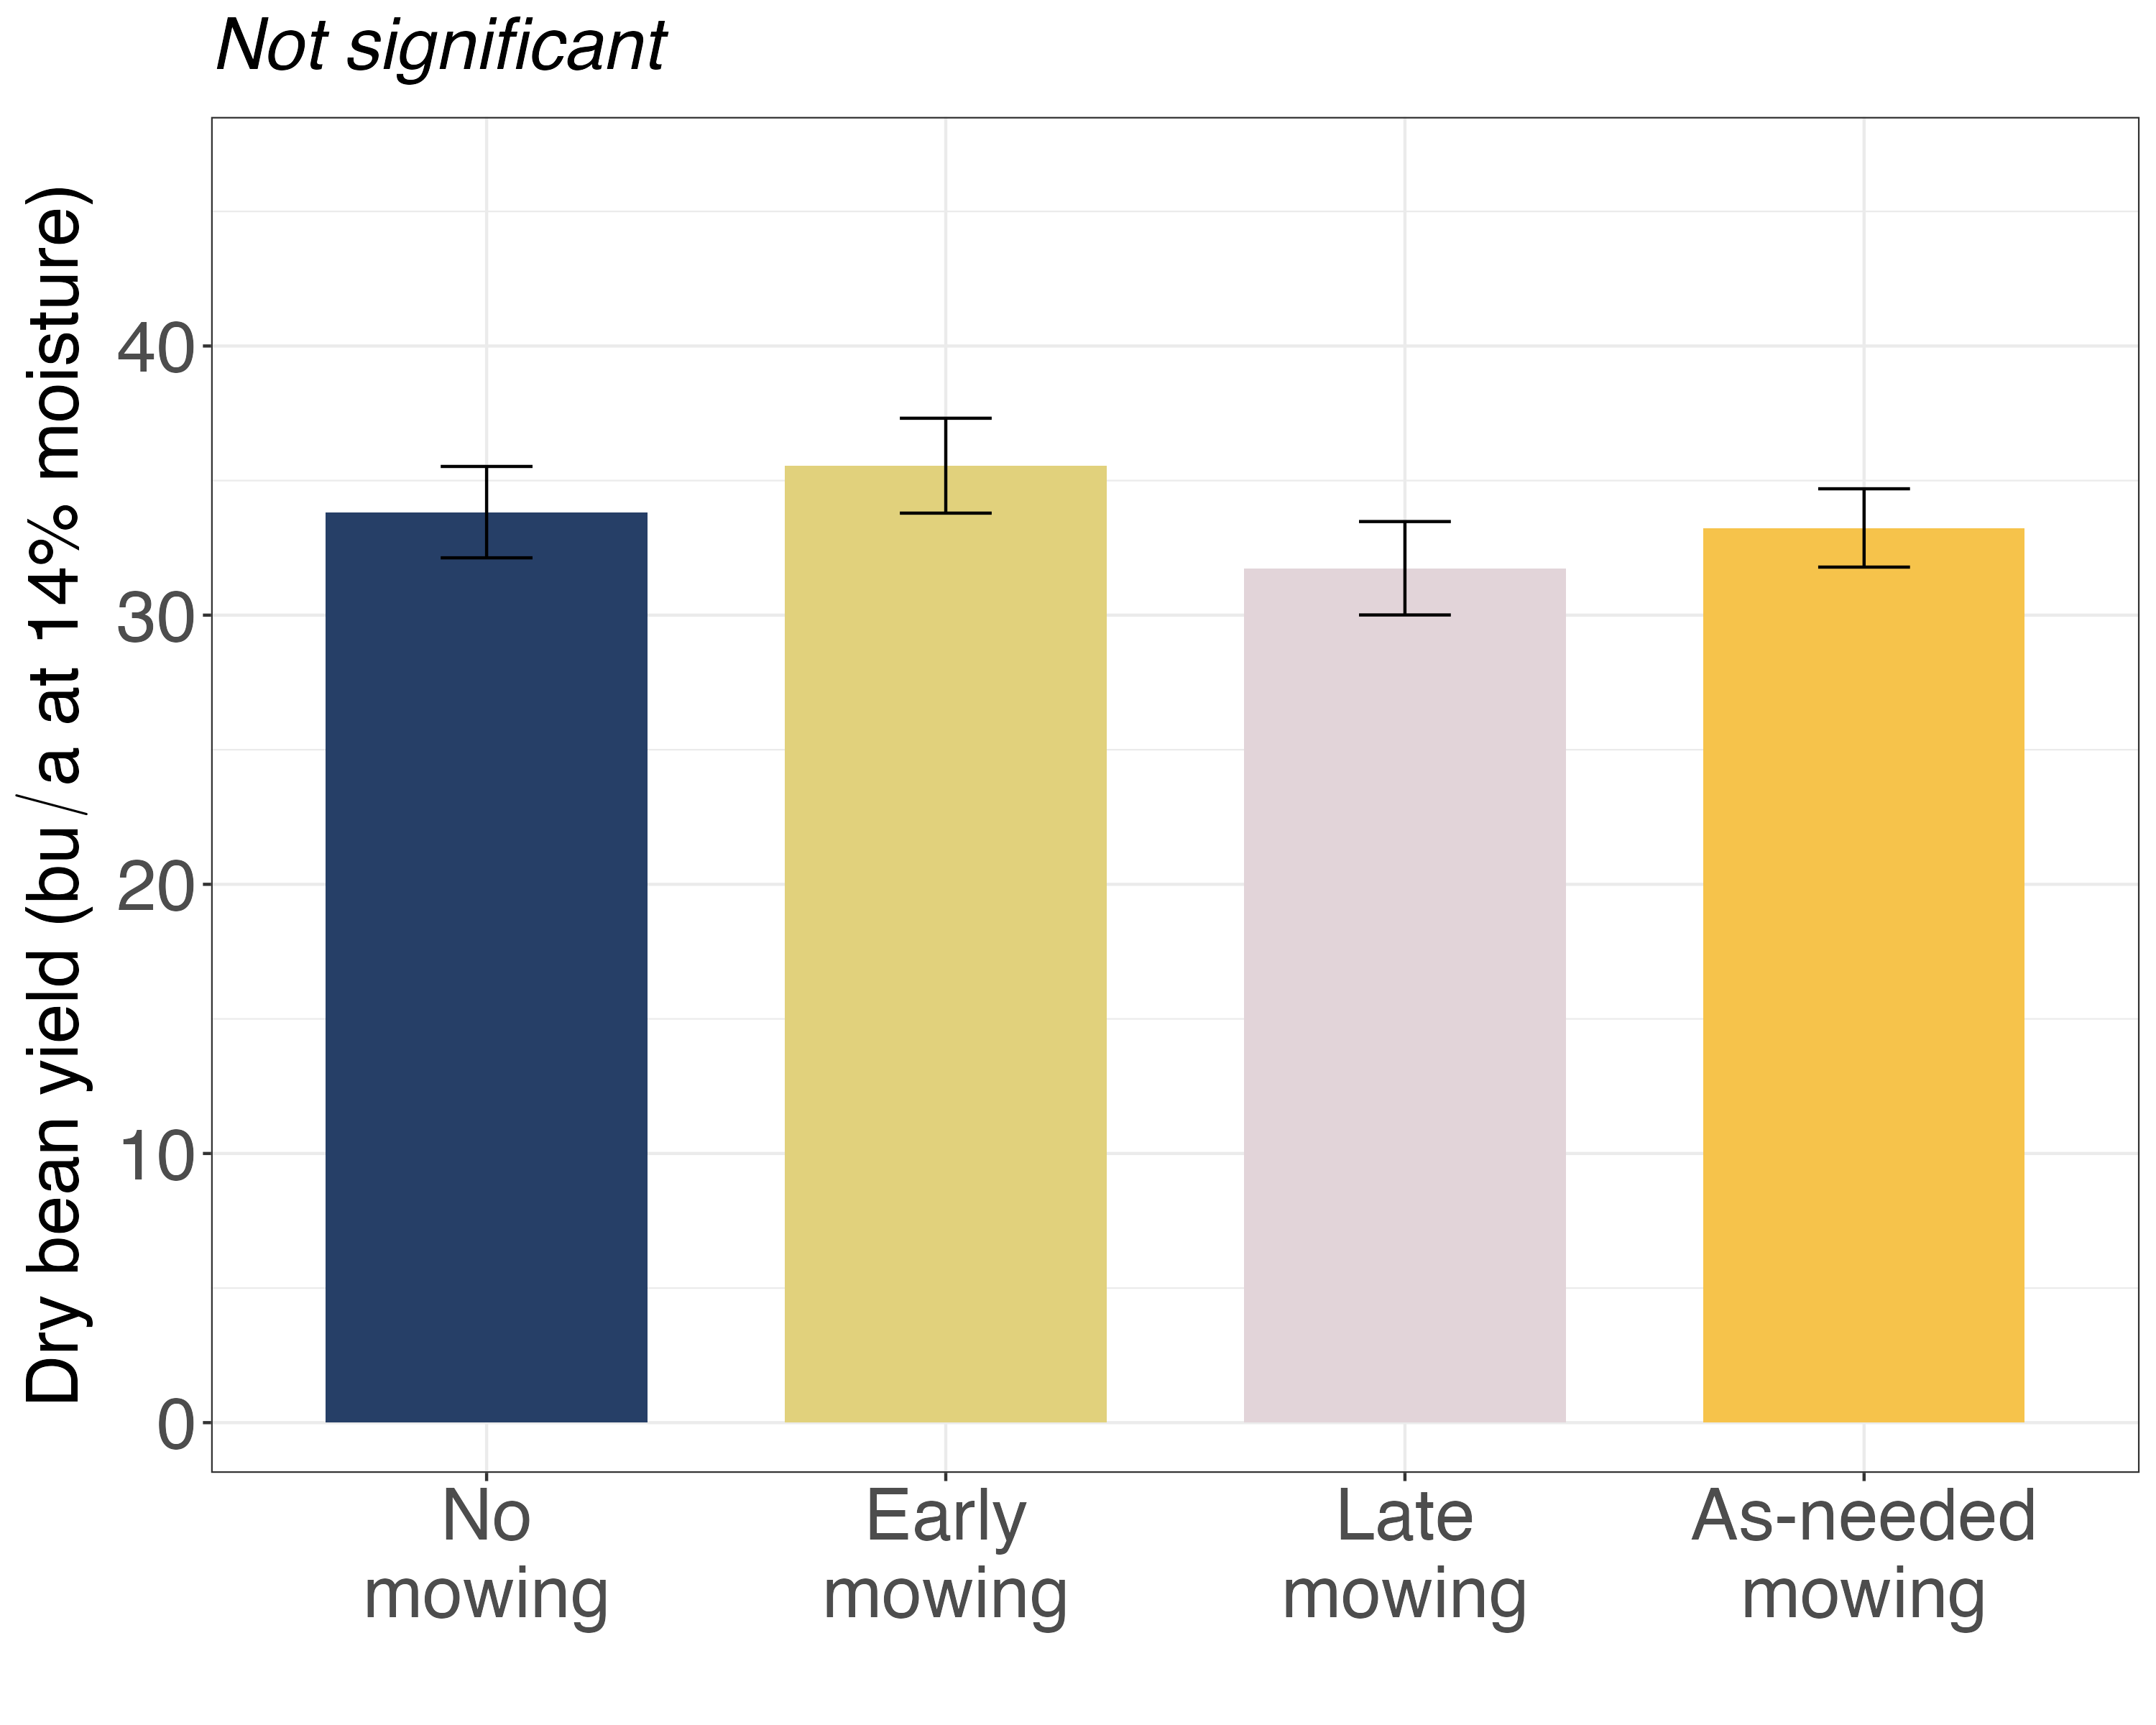 Not significant
Dry bean yield (bu/a at 14% moisture)
40
30
20
10
0
No
mowing
Early
mowing
Late
mowing
As-needed
mowing